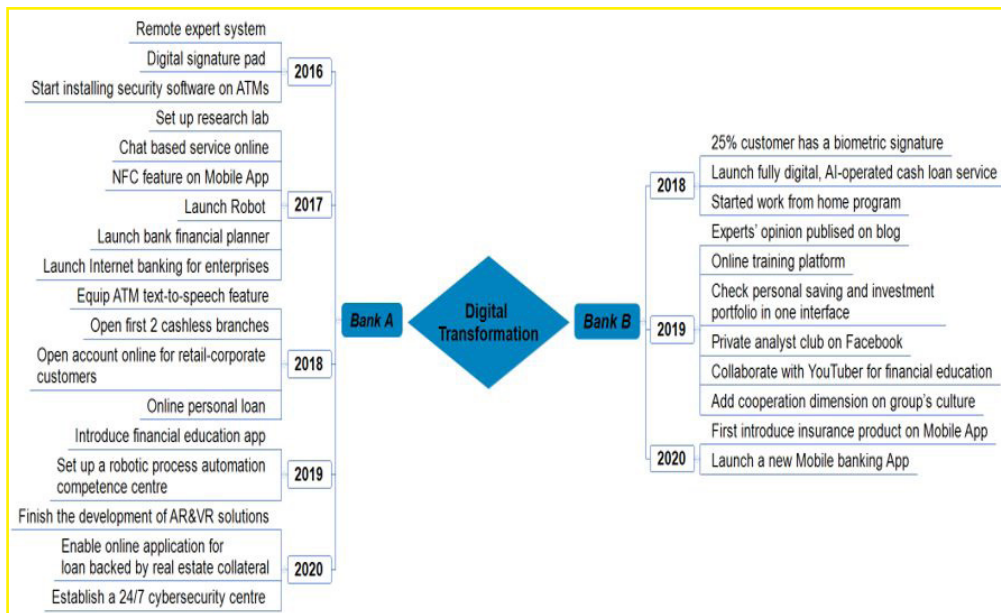 Remote expert system
Digital signature pad
Start installing security software on ATMs
2016
Set up research lab
Chat based service online
NFC feature on Mobile App
Launch Robot
Launch bank financial planner
Launch Internet banking for enterprises
2017
Equip ATM text-to-speech feature
Open first 2 cashless branches
Open account online for retail-corporate
customers
Online personal loan
2018
Introduce financial education app
Set up a robotic process automation
competence centre
2019
Finish the development of AR&VR solutions
Enable online application for
loan backed by real estate collateral
Establish a 24/7 cybersecurity centre
2020
Bank A
Digital
Transformation
Bank B
2018
25% customer has a biometric signature
Launch fully digital, AI-operated cash loan service
Started work from home program
2019
Experts' opinion publised on blog
Online training platform
Check personal saving and investment
portfolio in one interface
Private analyst club on Facebook
Collaborate with YouTuber for financial education
Add cooperation dimension on group's culture
2020
First introduce insurance product on Mobile App
Launch a new Mobile banking App